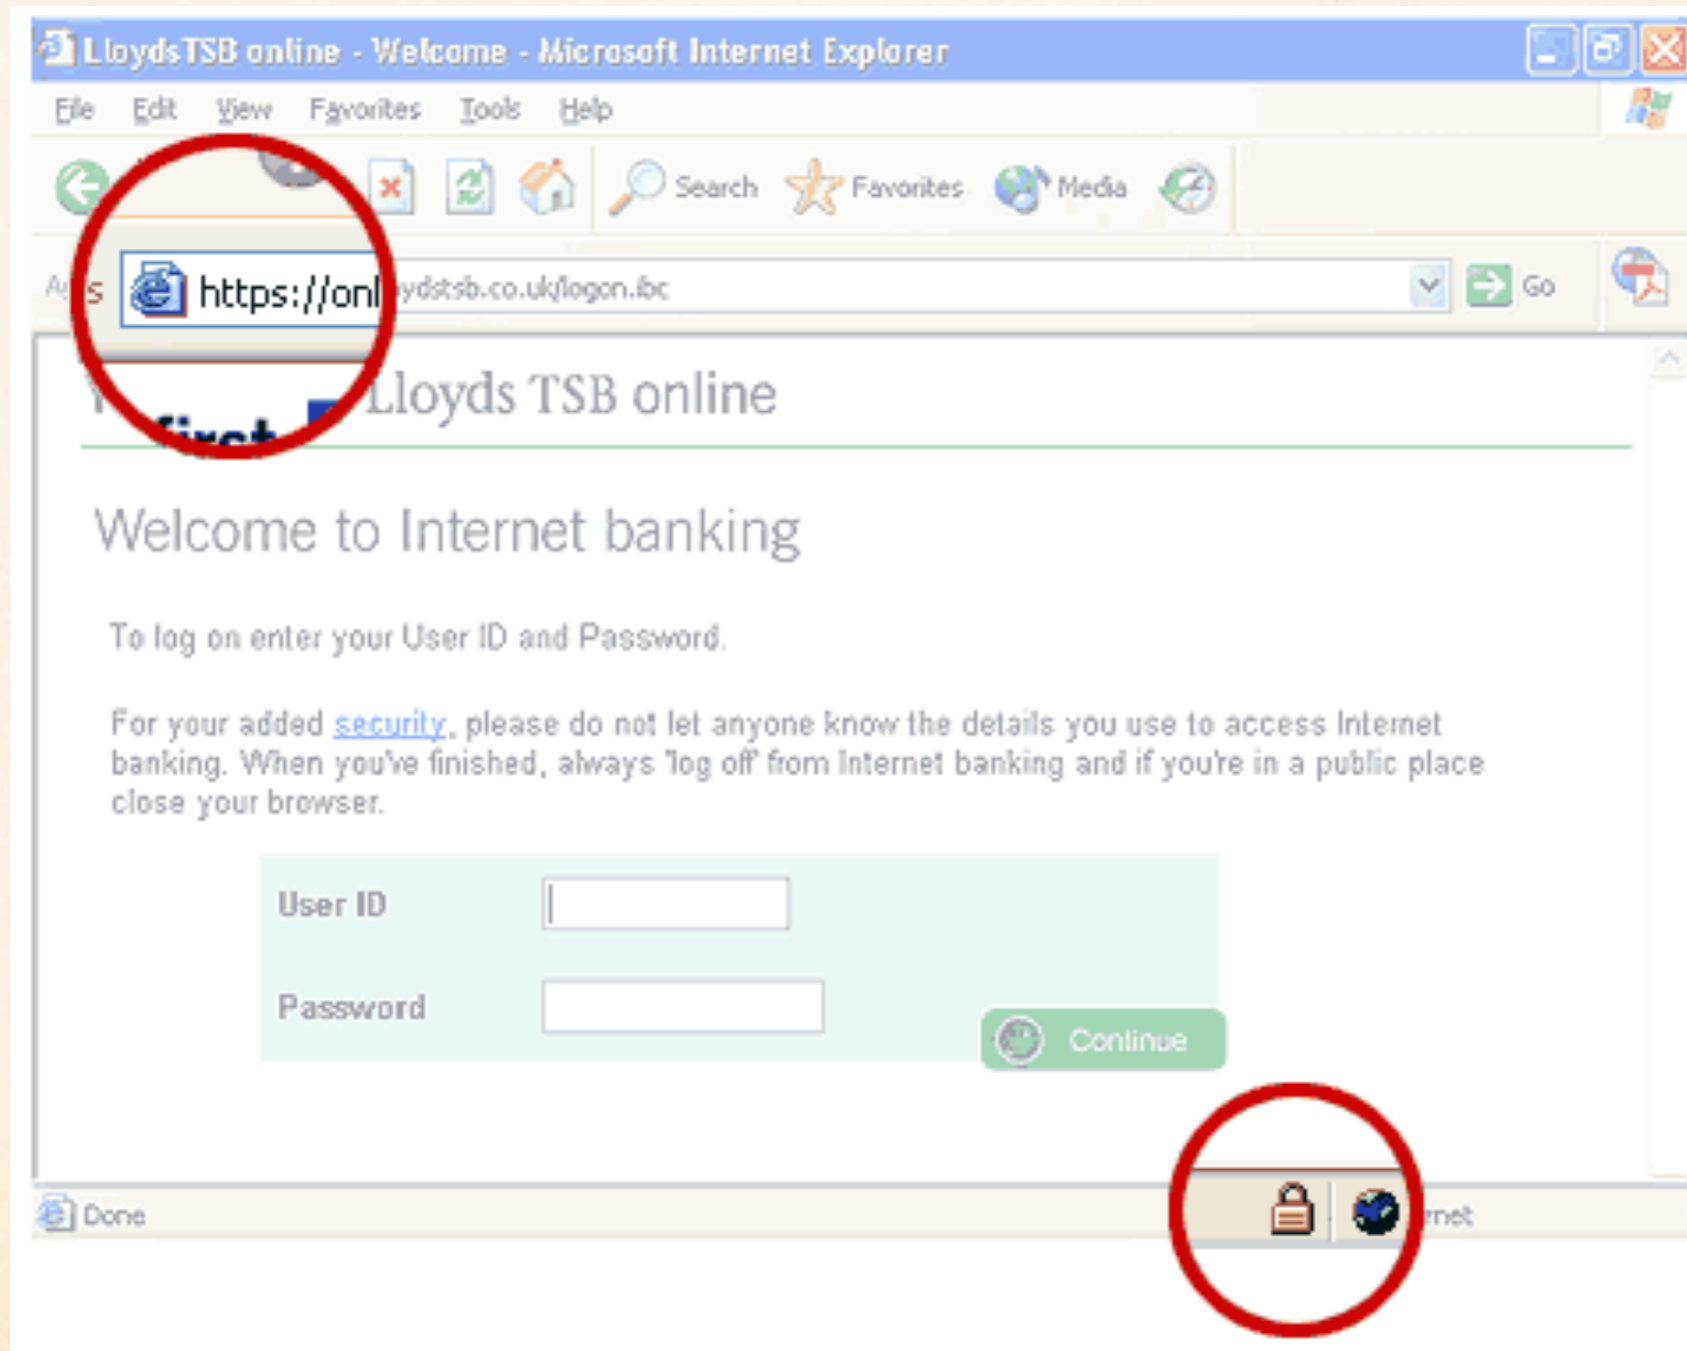 LloydsTSB online - Welcome - Microsoft Internet Explorer
File Edit View Favorites Tools Help
Search Favorites Media
s https://onl ydstsb.co.uk/logon.ibc Go
first Lloyds TSB online
Welcome to Internet banking
To log on enter your User ID and Password.
For your added security, please do not let anyone know the details you use to access Internet
banking. When you've finished, always 'log off' from Internet banking and if you're in a public place
close your browser.
User ID
Password
Continue
Done rnet